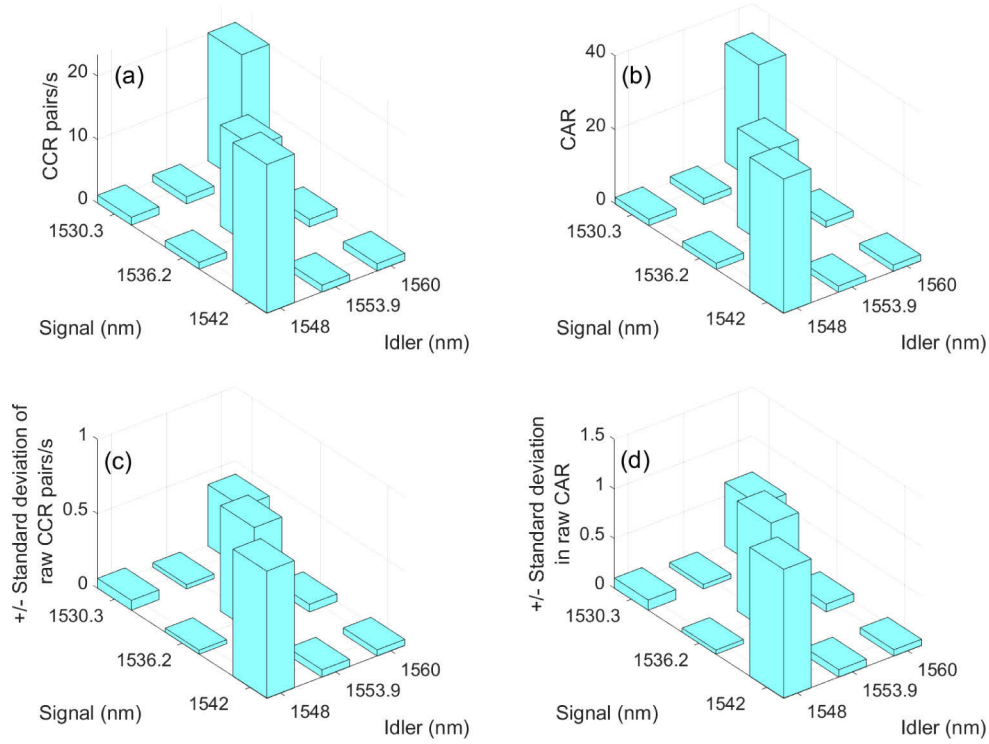 (a)
CCR pairs/s
20
10
0
1530.3
1536.2
1542
Signal (nm)
1548
1553.9
1560
Idler (nm)
(b)
CAR
40
20
0
1530.3
1536.2
1542
Signal (nm)
1548
1553.9
1560
Idler (nm)
(c)
+/- Standard deviation of
raw CCR pairs/s
1
0.5
0
1530.3
1536.2
1542
Signal (nm)
1548
1553.9
1560
Idler (nm)
(d)
+/- Standard deviation
in raw CAR
1.5
1
0.5
0
1530.3
1536.2
1542
Signal (nm)
1548
1553.9
1560
Idler (nm)